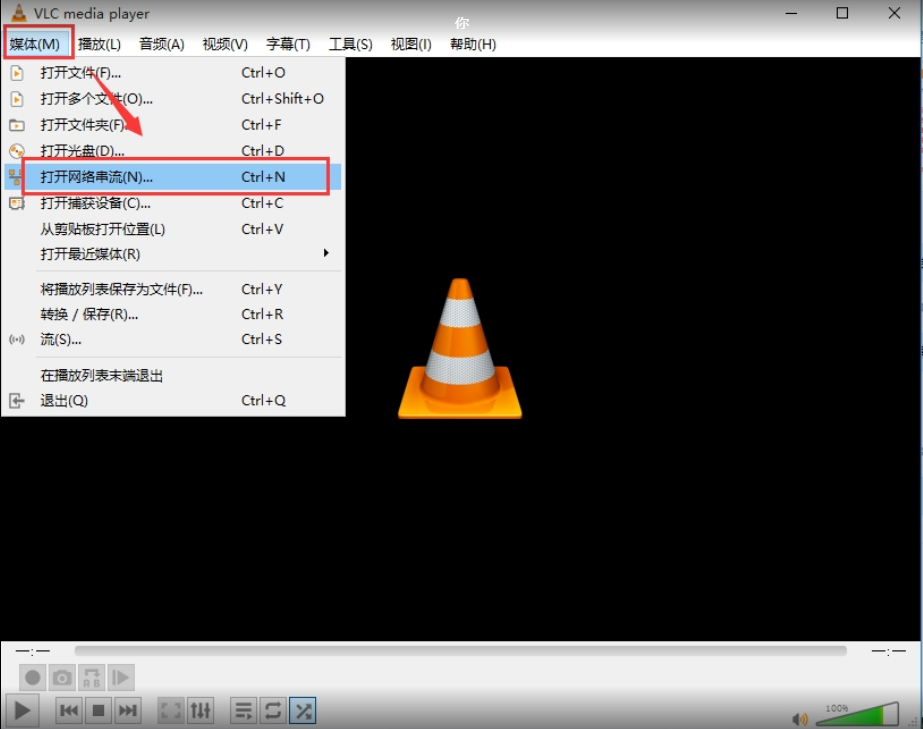 VLC media player
你
媒体(M) 播放(L) 音频(A) 视频(V) 字幕(T) 工具(S) 视图(I) 帮助(H)
打开文件(F)... Ctrl+O
打开多个文件(O)... Ctrl+Shift+O
打开文件夹(F)... Ctrl+F
打开光盘(D)... Ctrl+D
打开网络串流(N)... Ctrl+N
打开捕获设备(C)... Ctrl+C
从剪贴板打开位置(L) Ctrl+V
打开最近媒体(R)
将播放列表保存为文件(F)... Ctrl+Y
转换 / 保存(R)... Ctrl+R
流(S)... Ctrl+S
在播放列表末端退出
退出(Q) Ctrl+Q
--:-- --:--
A B
100%